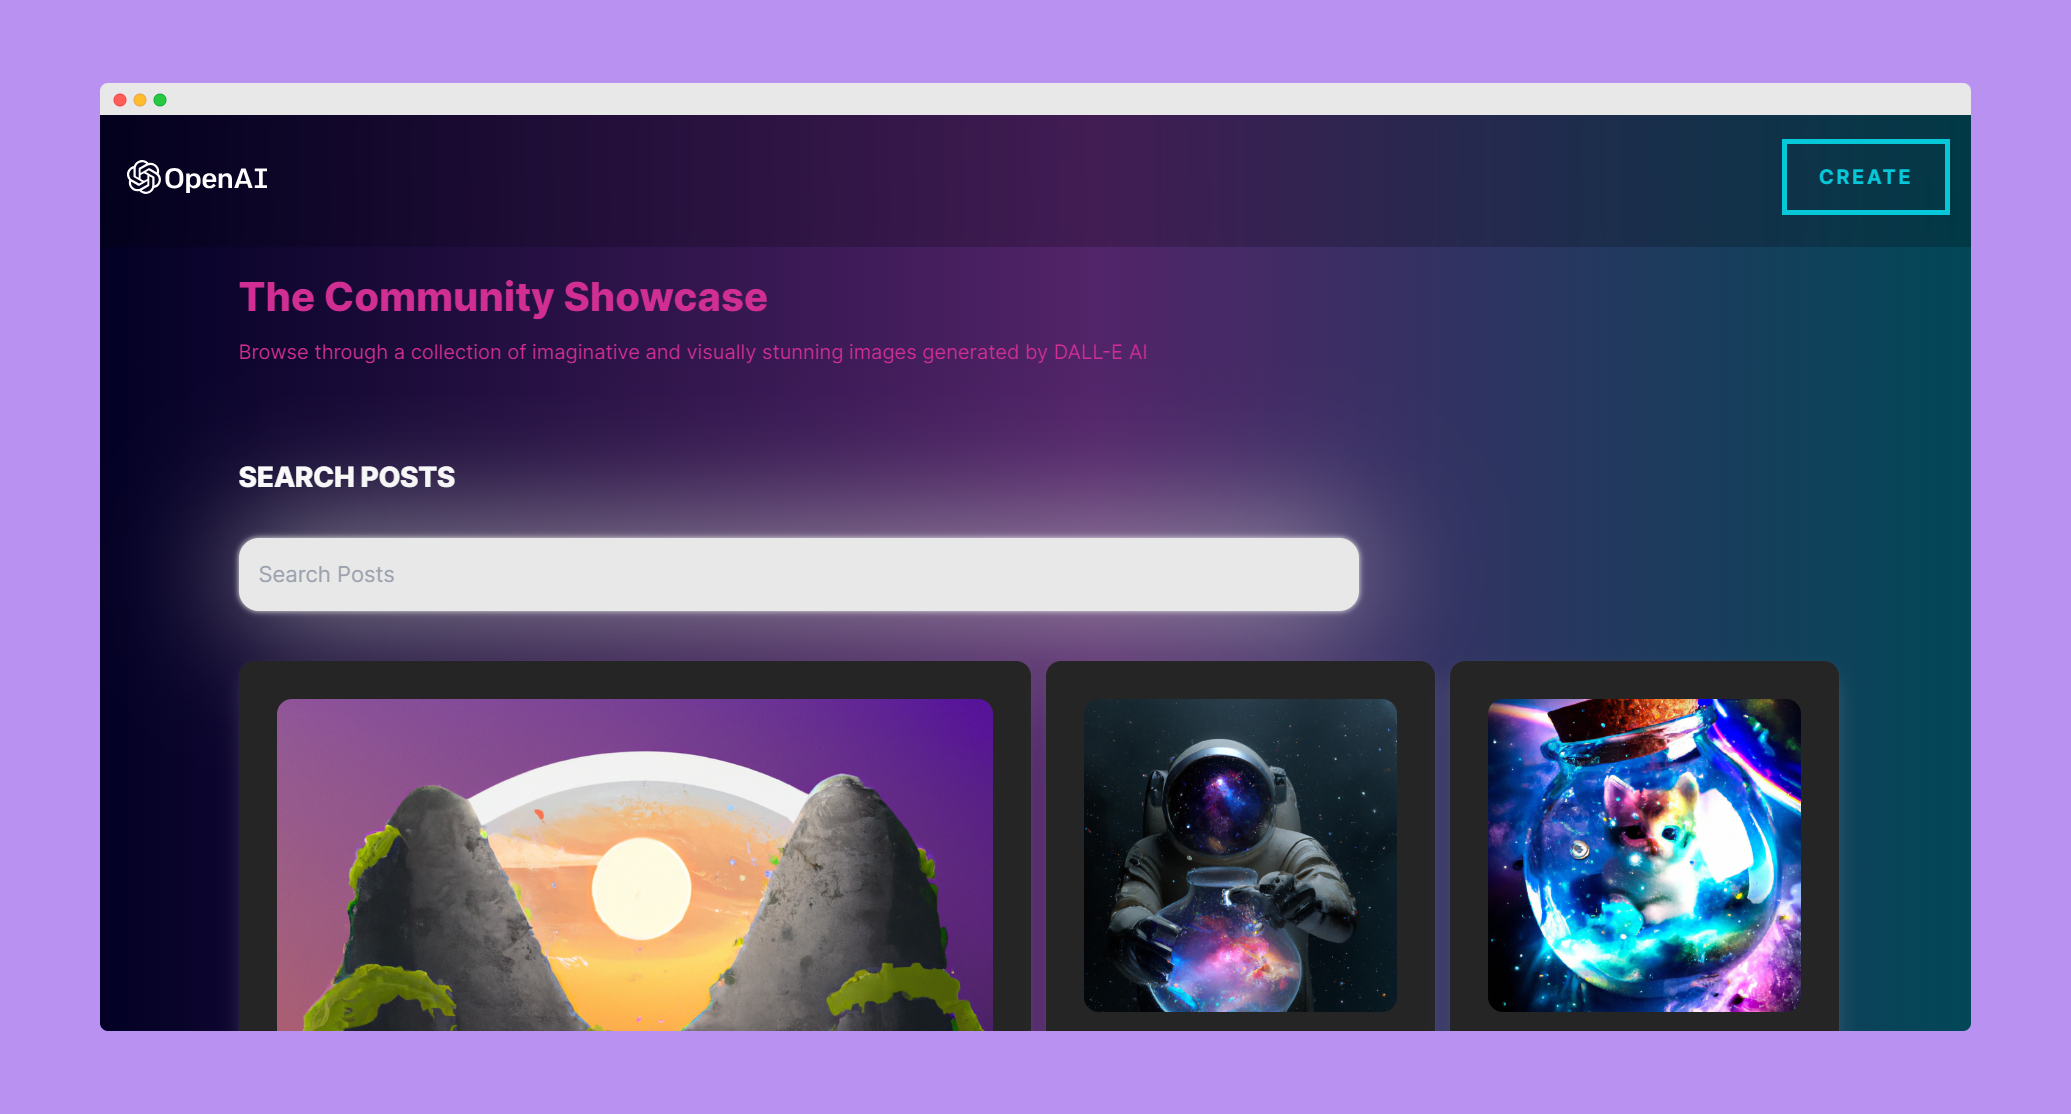 OpenAI
CREATE
The Community Showcase
Browse through a collection of imaginative and visually stunning images generated by DALL-E AI
SEARCH POSTS
Search Posts